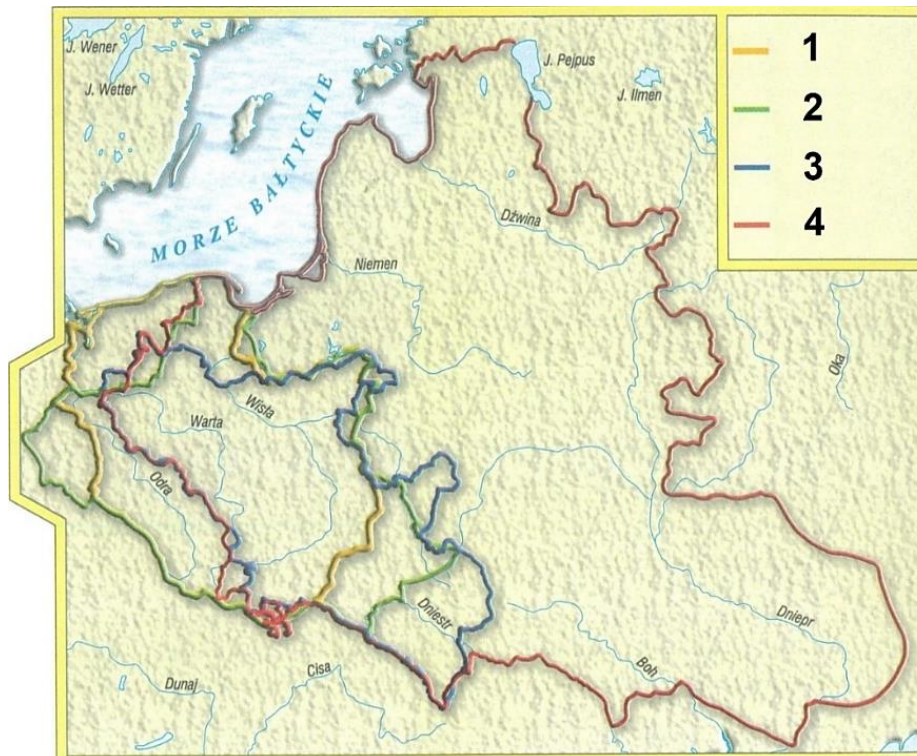 J. Wener
J. Wetter
MORZE BAŁTYCKIE
J. Pejpus
J. Ilmen
1
2
3
4
Dźwina
Niemen
Oka
Wisła
Warta
Odra
Dniestr
Dniepr
Boh
Cisa
Dunaj